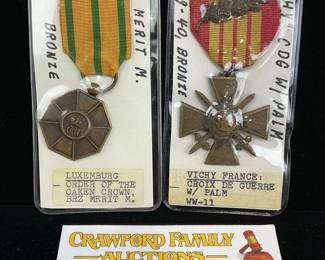 MERIT M.
BRONZE
LUXEMBURG
ORDER OF THE
OAKEN CROWN,
BRZ MERIT M.
CDG W/ PALM
-40, BRONZE
VICHY FRANCE:
CROIX DE GUERRE
W/ PALM
WW-11
CRAWFORD FAMILY
AUCTIONS